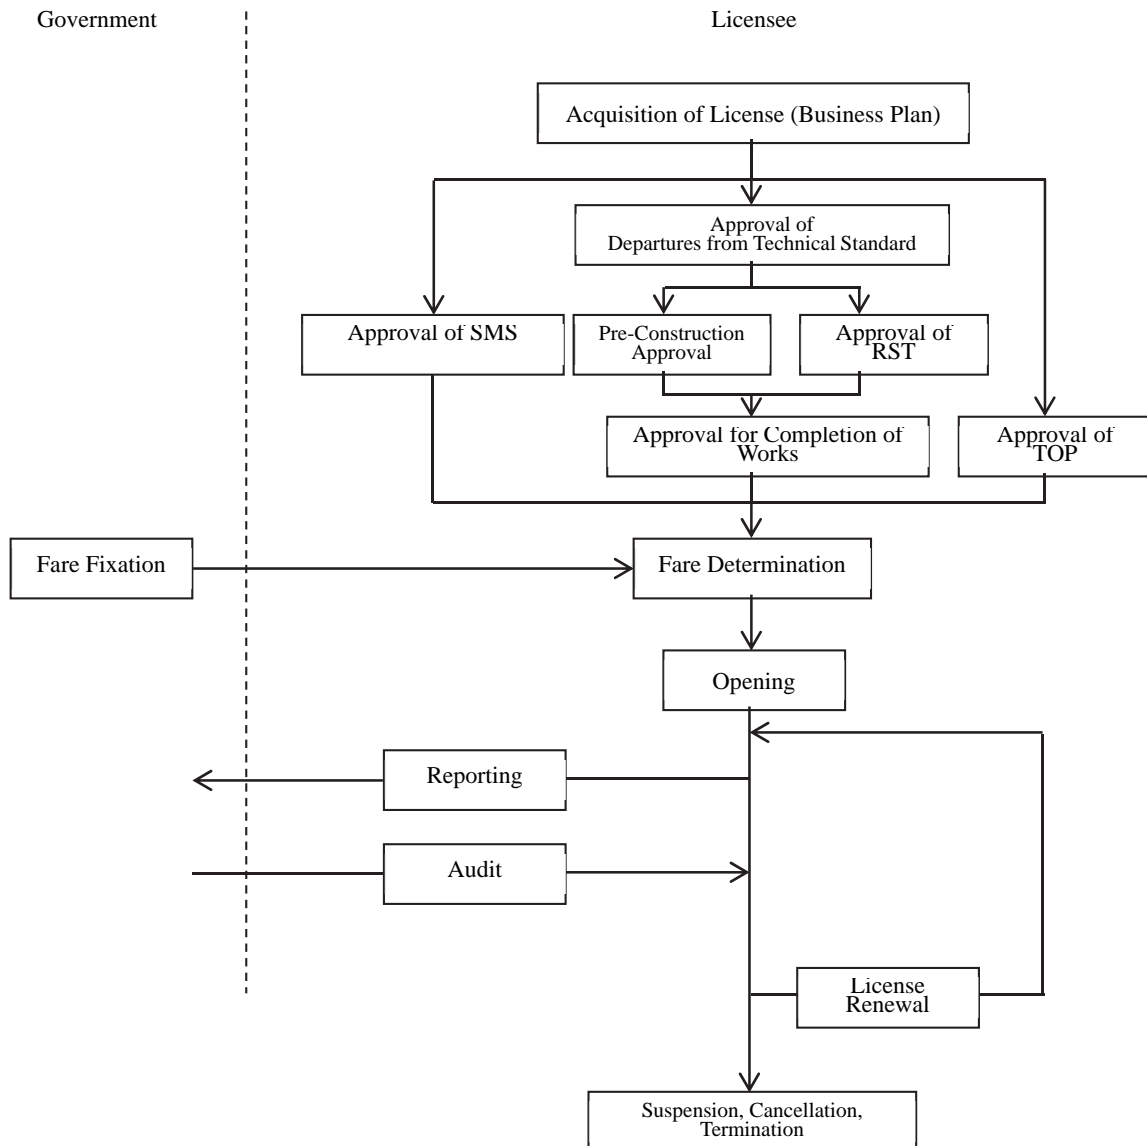 Government
Licensee
Acquisition of License (Business Plan)
Approval of
Departures from Technical Standard
Approval of SMS
Pre-Construction
Approval
Approval of
RST
Approval for Completion of
Works
Approval of
TOP
Fare Fixation
Fare Determination
Opening
Reporting
Audit
License
Renewal
Suspension, Cancellation,
Termination